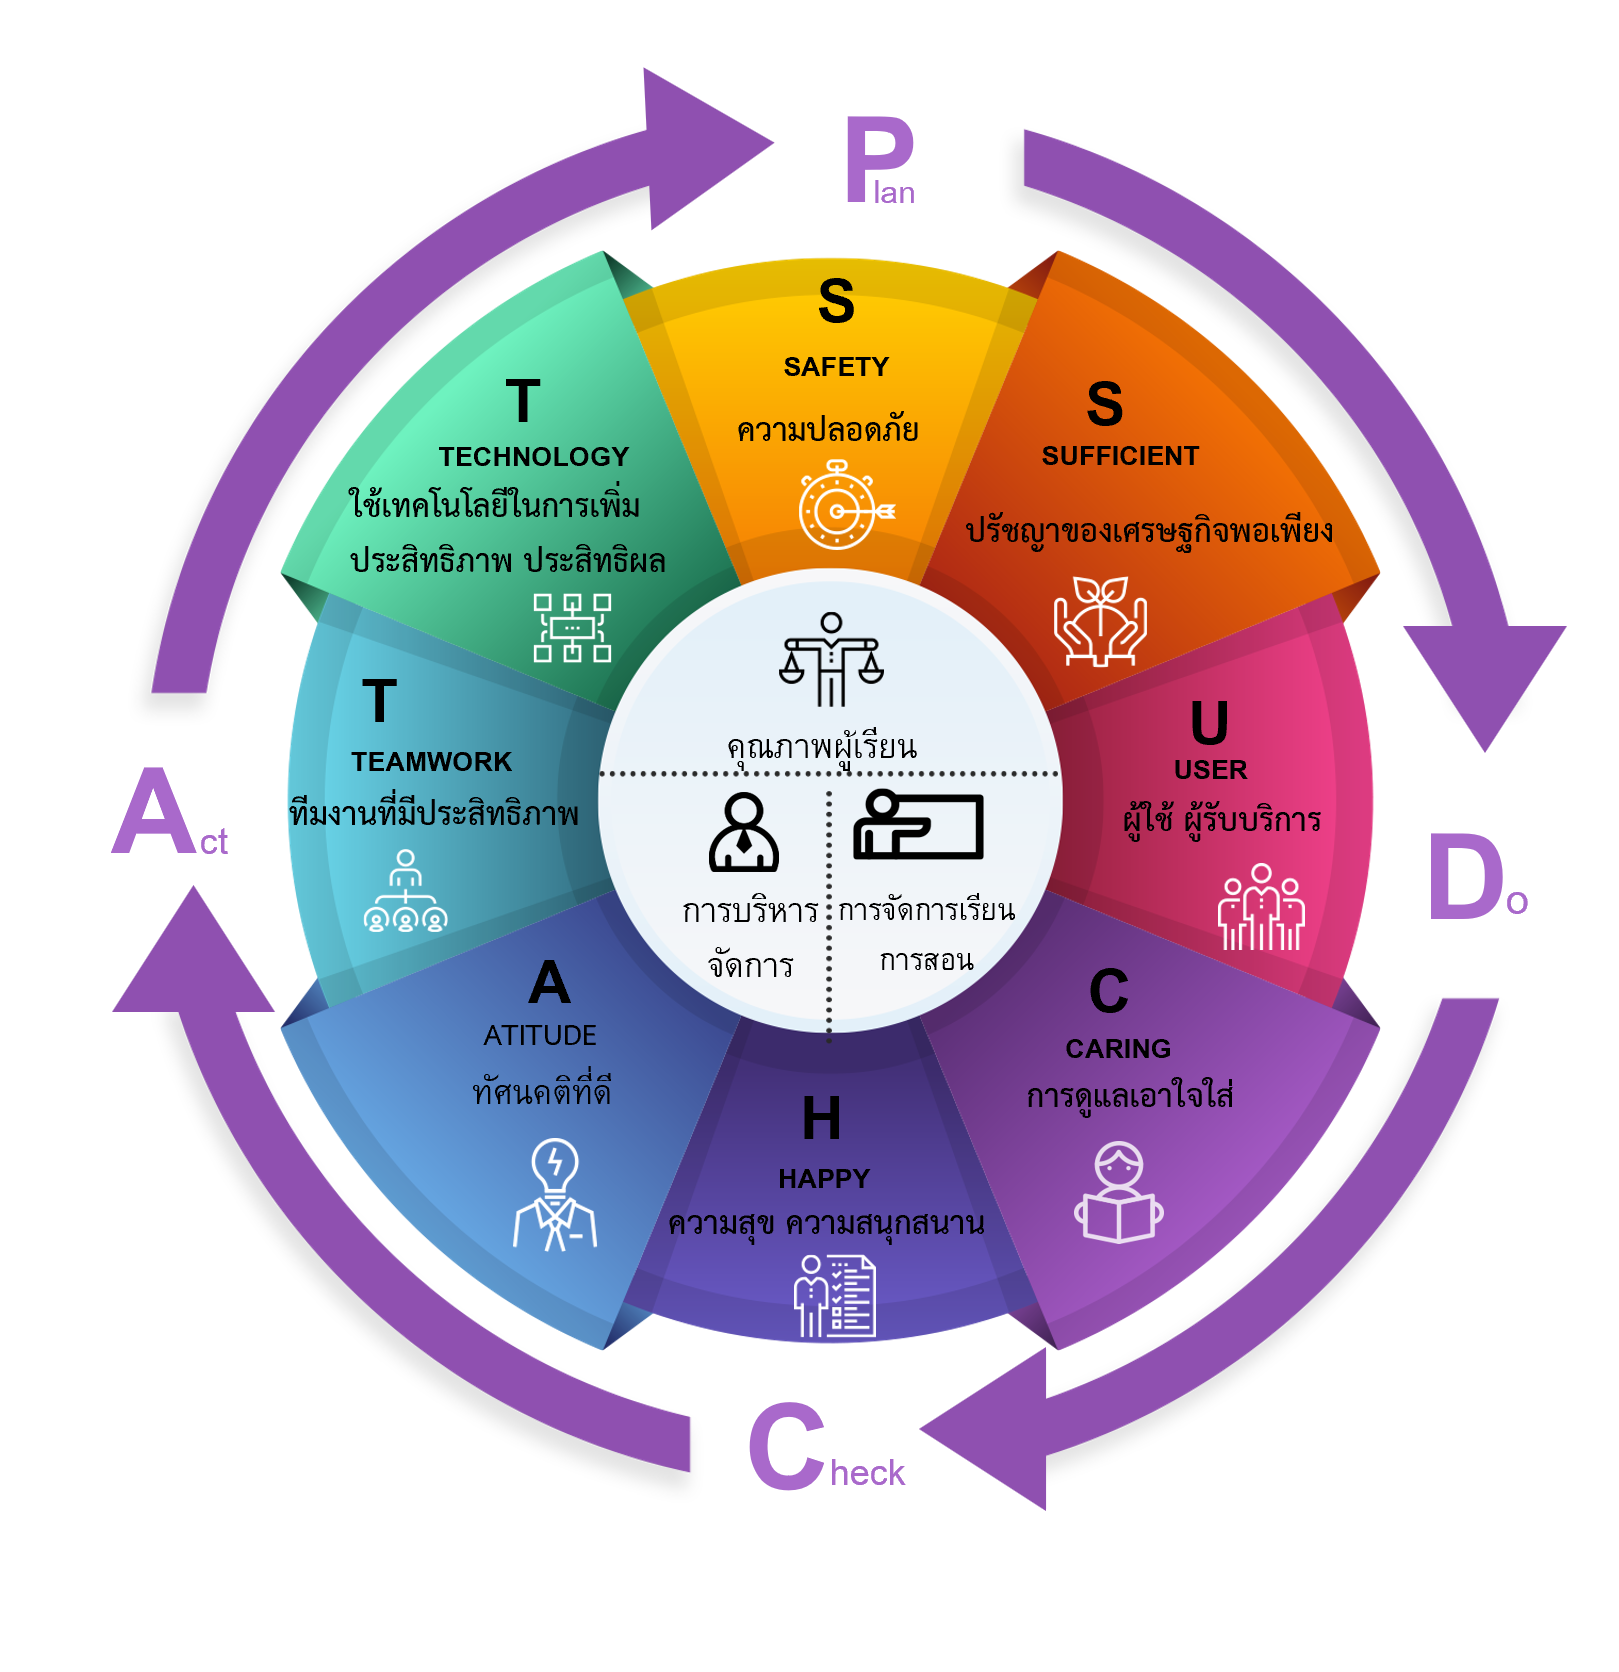 Plan
S
SAFETY
ความปลอดภัย
S
SUFFICIENT
ปรัชญาของเศรษฐกิจพอเพียง
U
USER
ผู้ใช้ ผู้รับบริการ
Do
C
CARING
การดูแลเอาใจใส่
H
HAPPY
ความสุข ความสนุกสนาน
Check
A
ATITUDE
ทัศนคติที่ดี
T
TEAMWORK
ทีมงานที่มีประสิทธิภาพ
Act
T
TECHNOLOGY
ใช้เทคโนโลยีในการเพิ่ม
ประสิทธิภาพ ประสิทธิผล
คุณภาพผู้เรียน
การบริหาร
จัดการ
การจัดการเรียน
การสอน